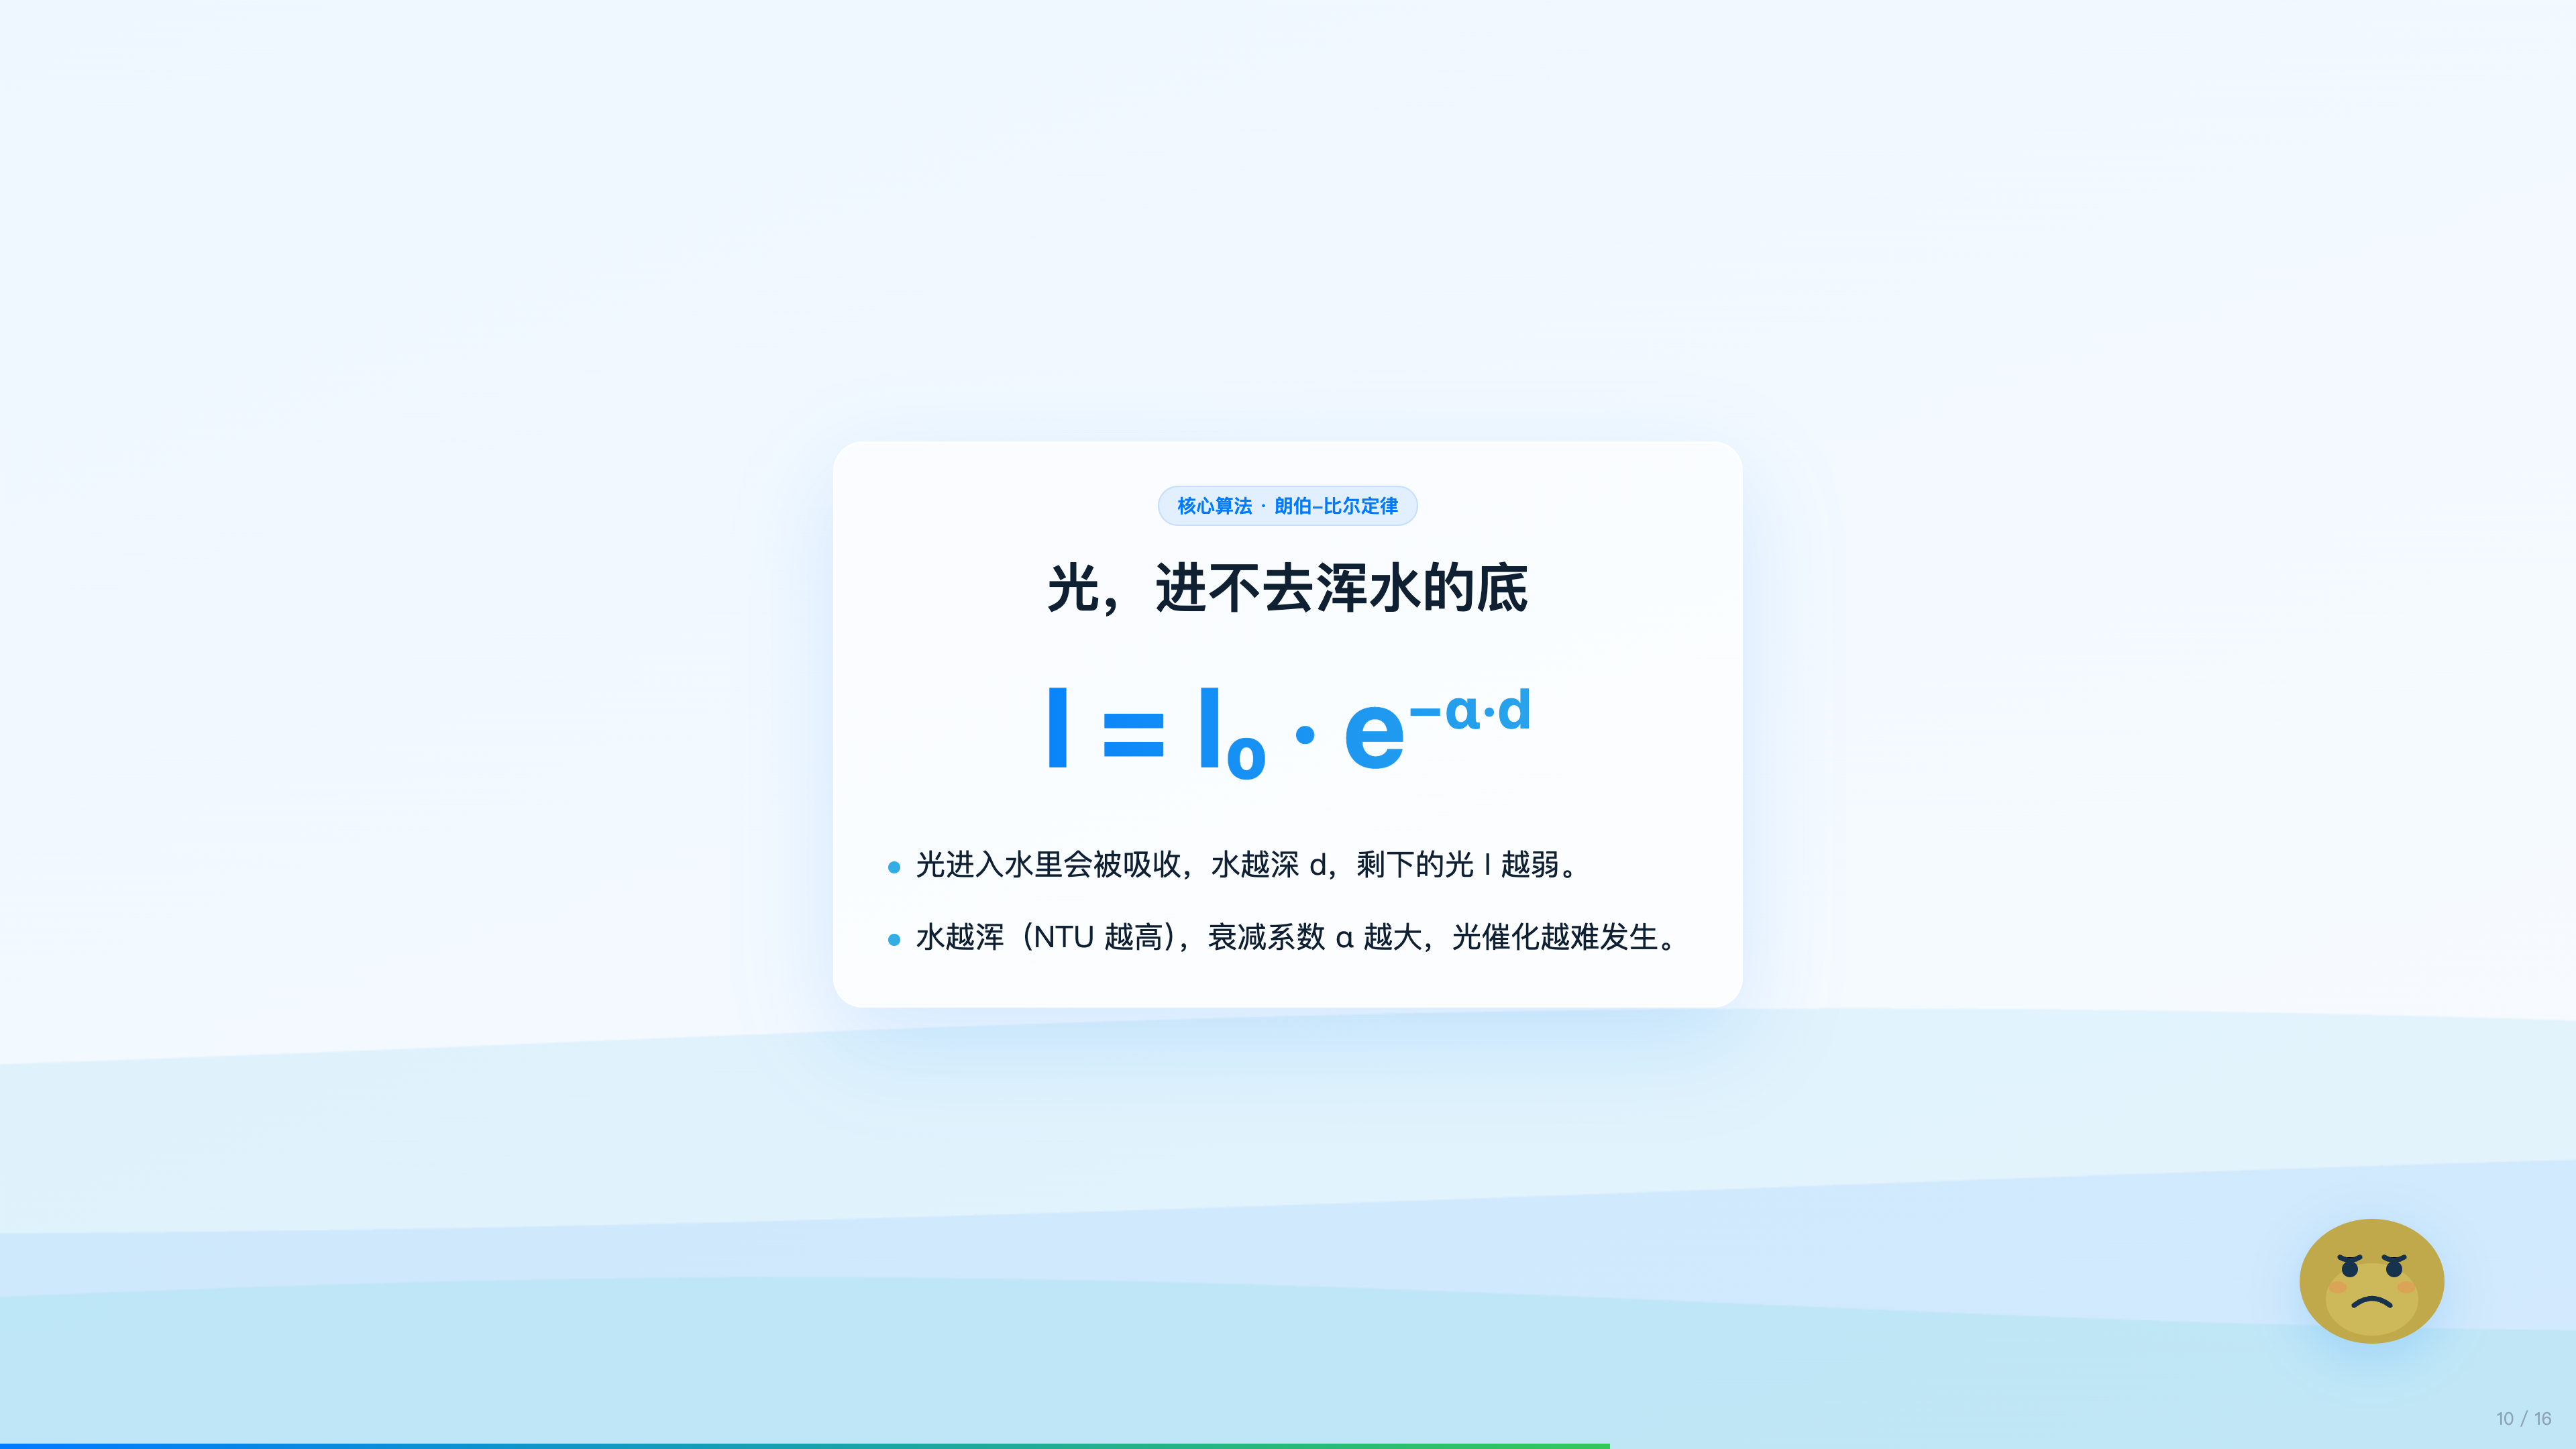 核心算法 · 朗伯–比尔定律
光，进不去浑水的底
I = I₀ · e^−α·d
光进入水里会被吸收，水越深 d，剩下的光 I 越弱。
水越浑（NTU 越高），衰减系数 α 越大，光催化越难发生。
10 / 16